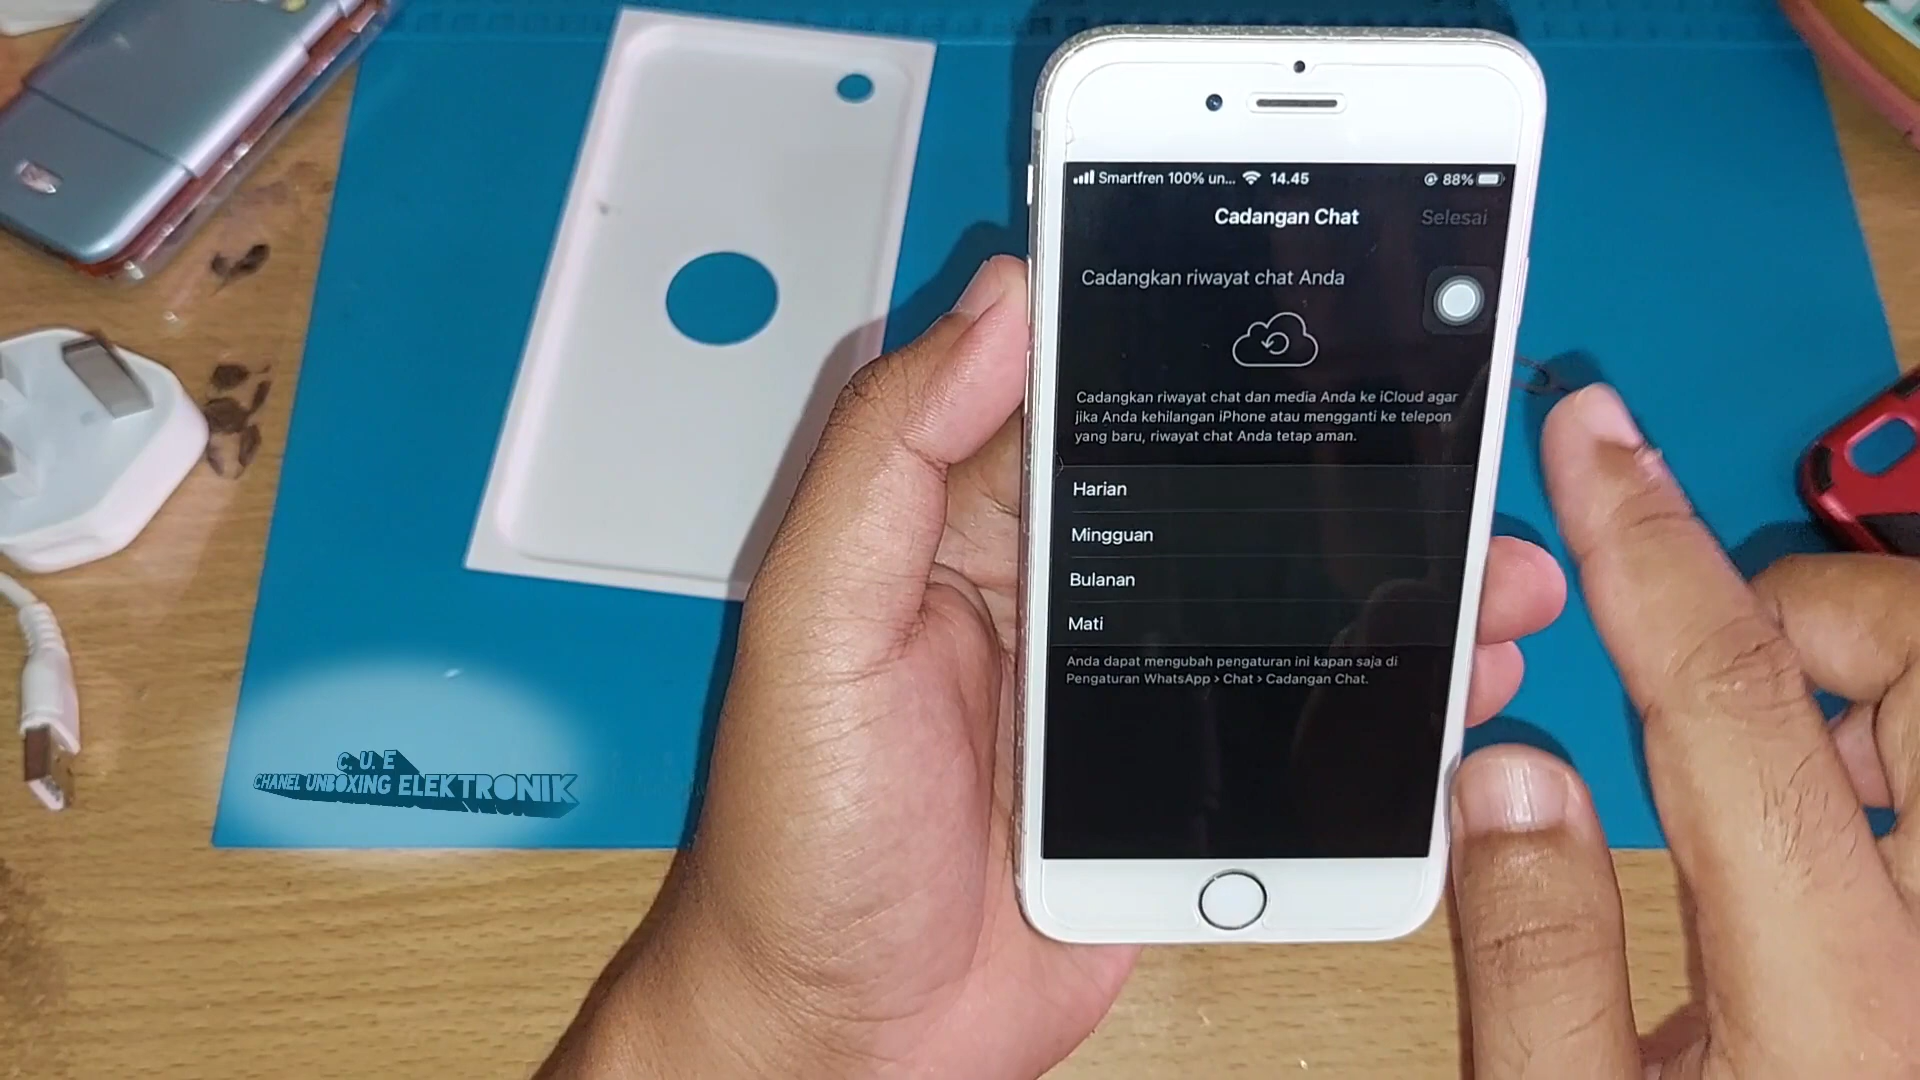 Smartfren 100% un... 14.45 88%
Cadangan Chat Selesai
Cadangkan riwayat chat Anda
Cadangkan riwayat chat dan media Anda ke iCloud agar
jika Anda kehilangan iPhone atau mengganti ke telepon
yang baru, riwayat chat Anda tetap aman.
Harian
Mingguan
Bulanan
Mati
Anda dapat mengubah pengaturan ini kapan saja di
Pengaturan WhatsApp > Chat > Cadangan Chat.
C. U. E
CHANEL UNBOXING ELEKTRONIK